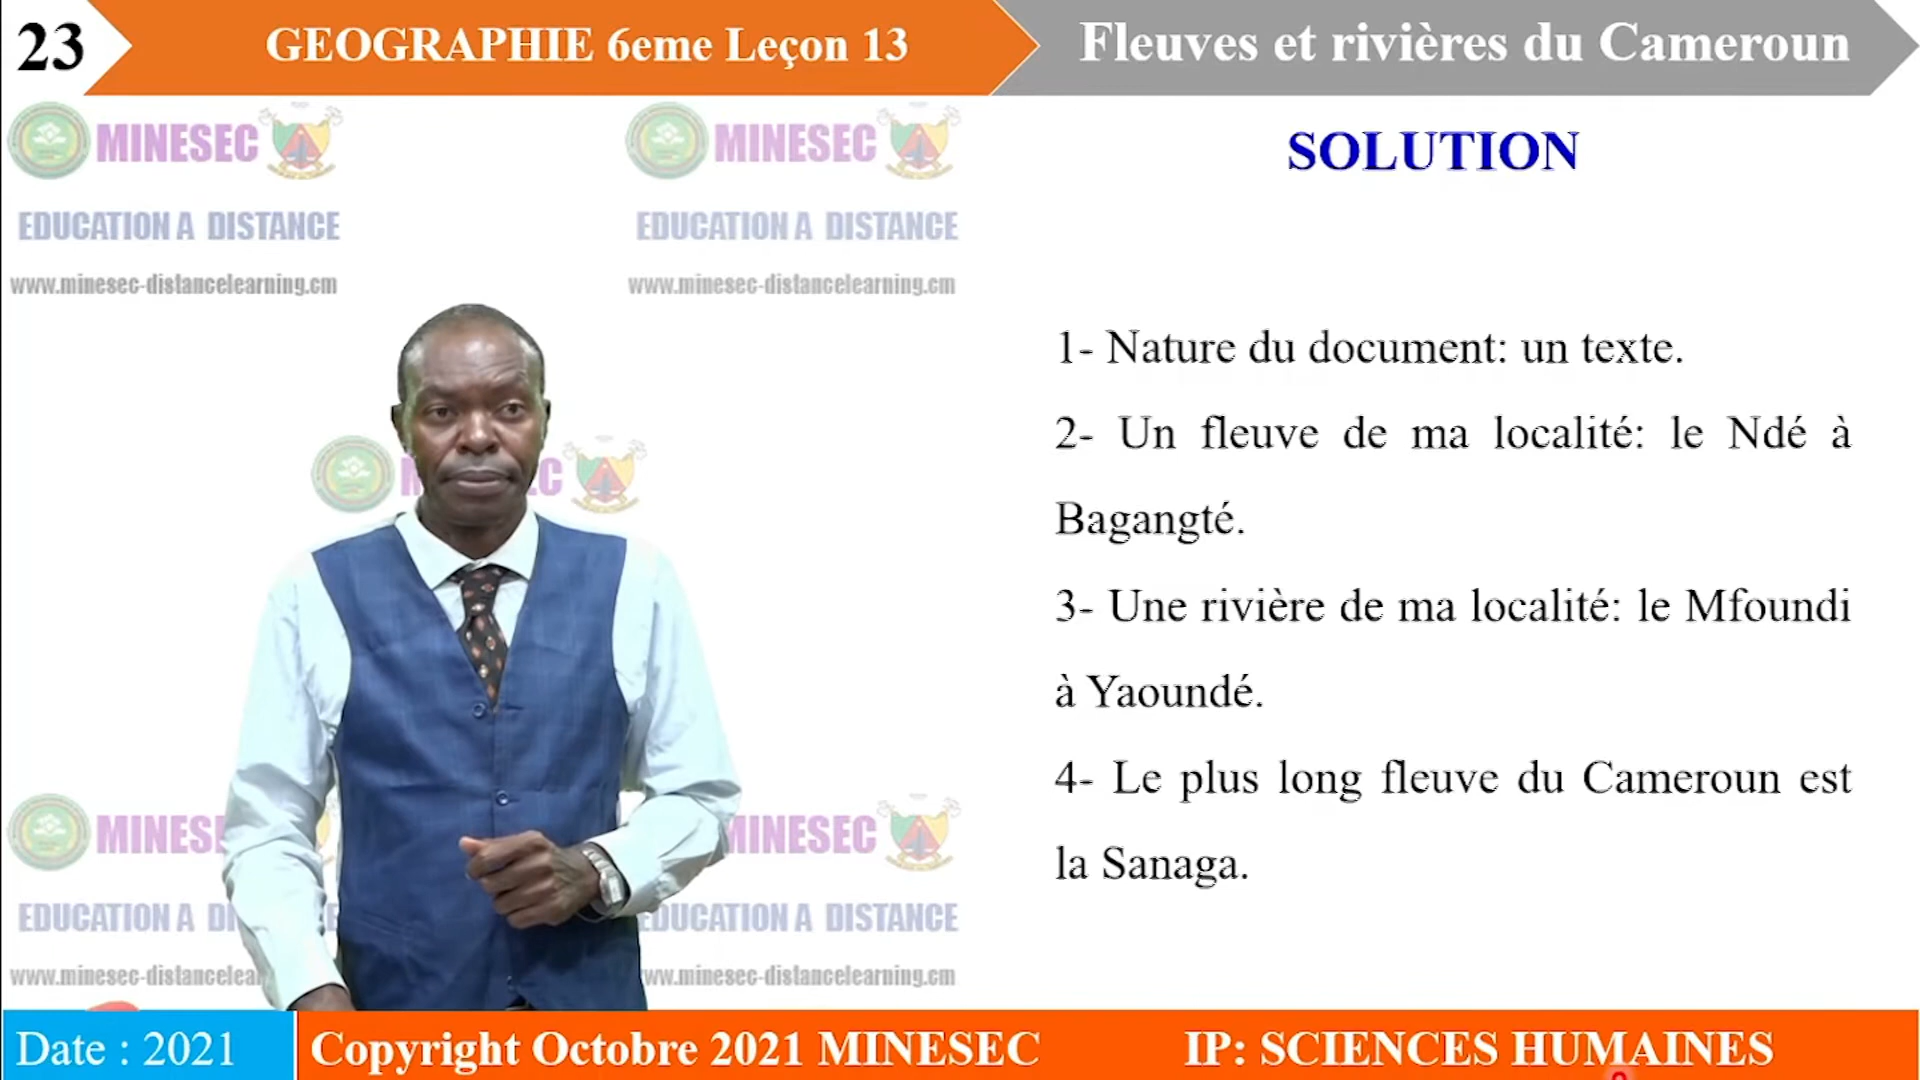 23
GEOGRAPHIE 6eme Leçon 13
Fleuves et rivières du Cameroun
MINESEC
MINESEC
SOLUTION
EDUCATION A DISTANCE
EDUCATION A DISTANCE
www.minesec-distancelearning.cm
www.minesec-distancelearning.cm
1- Nature du document: un texte.
2- Un fleuve de ma localité: le Ndé à
Bagangté.
3- Une rivière de ma localité: le Mfoundi
à Yaoundé.
4- Le plus long fleuve du Cameroun est
la Sanaga.
MINESEC
EDUCATION A
EDUCATION A DISTANCE
Date : 2021
Copyright Octobre 2021 MINESEC
IP: SCIENCES HUMAINES